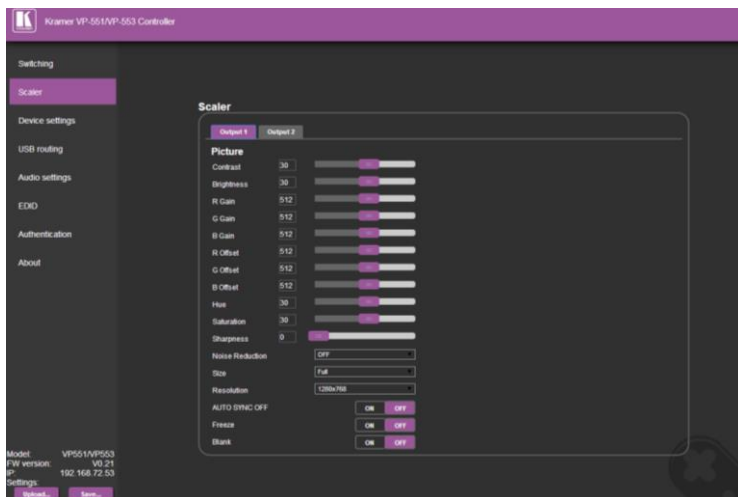 Kramer VP-551/VP-553 Controller
Switching
Scaler
Device settings
USB routing
Audio settings
EDID
Authentication
About
Scaler
Output 1 Output 2
Picture
Contrast 30
Brightness 30
R Gain 512
G Gain 512
B Gain 512
R Offset 512
G Offset 512
B Offset 512
Hue 30
Saturation 30
Sharpness 0
Noise Reduction OFF
Size Full
Resolution 1280x768
AUTO SYNC OFF ON OFF
Freeze ON OFF
Blank ON OFF
Model: VP551/VP553
FW version: V0.21
IP: 192.168.72.53
Settings:
Upload... Save...